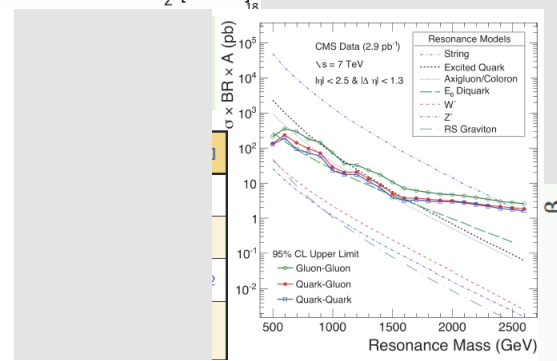 18
σ × BR × A (pb)
10⁵
10⁴
10³
10²
10
1
10⁻¹
10⁻²
CMS Data (2.9 pb⁻¹)
√s = 7 TeV
|η| < 2.5 & |Δ η| < 1.3
Resonance Models
String
Excited Quark
Axigluon/Coloron
E₆ Diquark
W´
Z´
RS Graviton
95% CL Upper Limit
Gluon-Gluon
Quark-Gluon
Quark-Quark
500 1000 1500 2000 2500
Resonance Mass (GeV)